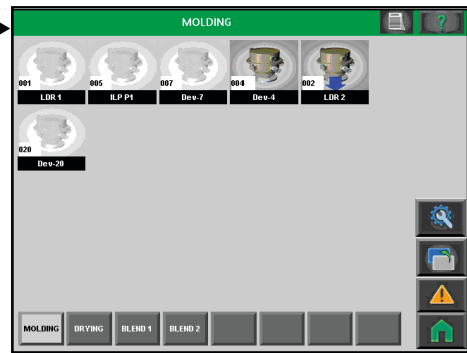 MOLDING
?
001
005
007
004
002
LDR 1
ILP P1
Dev-7
Dev-4
LDR 2
020
Dev-20
MOLDING
DRYING
BLEND 1
BLEND 2